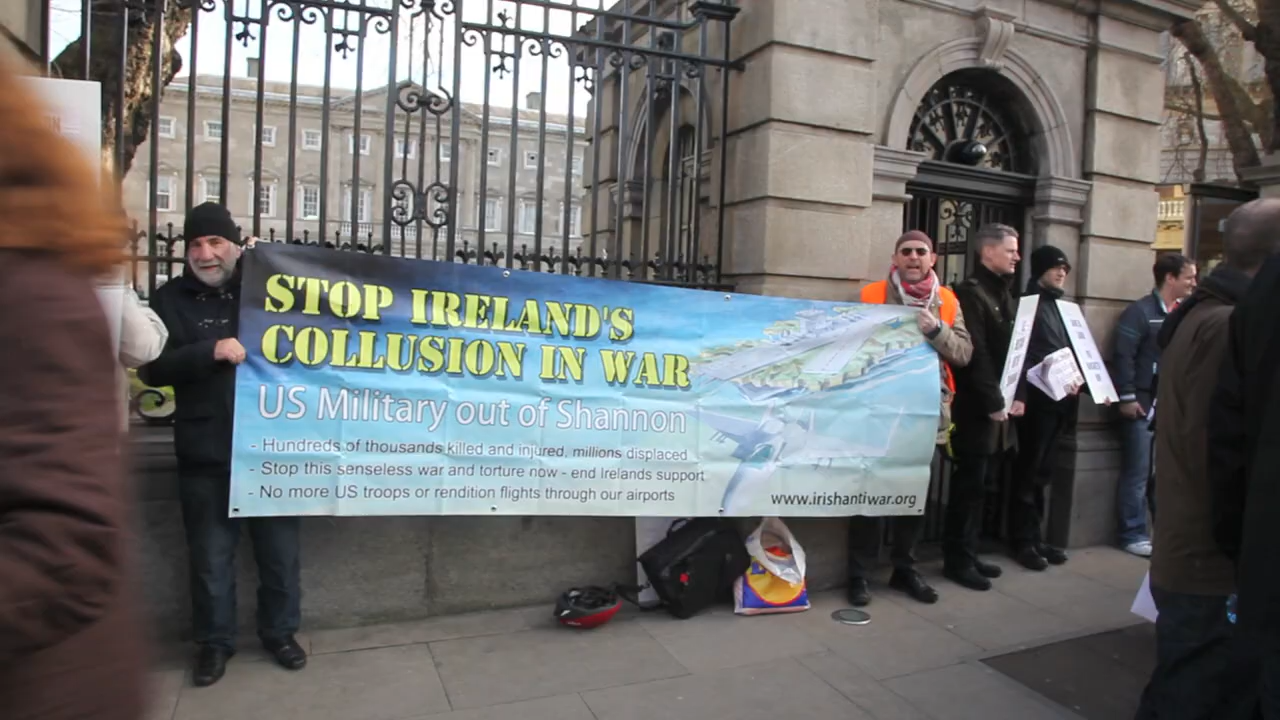 STOP IRELAND'S
COLLUSION IN WAR
US Military out of Shannon
- Hundreds of thousands killed and injured, millions displaced
- Stop this senseless war and torture now - end Irelands support
- No more US troops or rendition flights through our airports
www.irishantiwar.org